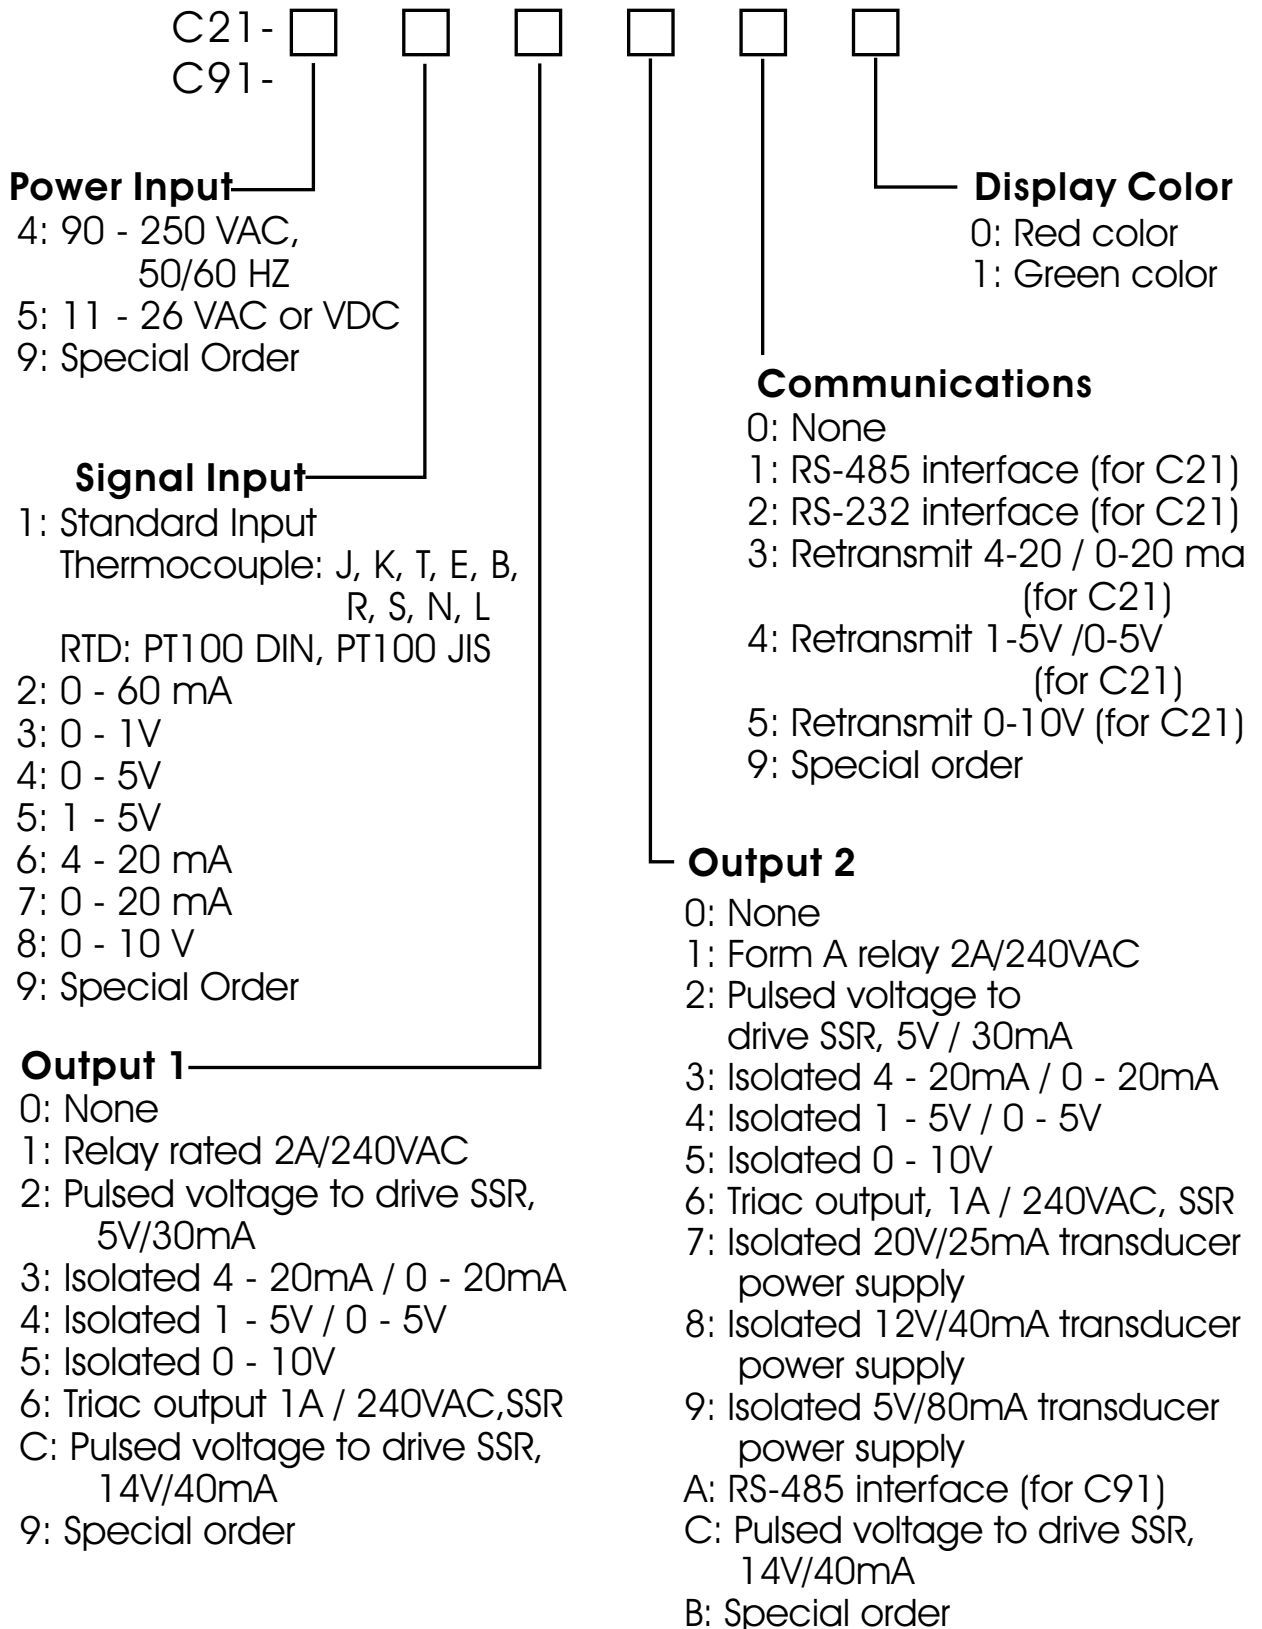 C21-
C91-
Power Input
4: 90 - 250 VAC,
50/60 HZ
5: 11 - 26 VAC or VDC
9: Special Order
Signal Input
1: Standard Input
Thermocouple: J, K, T, E, B,
R, S, N, L
RTD: PT100 DIN, PT100 JIS
2: 0 - 60 mA
3: 0 - 1V
4: 0 - 5V
5: 1 - 5V
6: 4 - 20 mA
7: 0 - 20 mA
8: 0 - 10 V
9: Special Order
Output 1
0: None
1: Relay rated 2A/240VAC
2: Pulsed voltage to drive SSR,
5V/30mA
3: Isolated 4 - 20mA / 0 - 20mA
4: Isolated 1 - 5V / 0 - 5V
5: Isolated 0 - 10V
6: Triac output 1A / 240VAC,SSR
C: Pulsed voltage to drive SSR,
14V/40mA
9: Special order
Display Color
0: Red color
1: Green color
Communications
0: None
1: RS-485 interface (for C21)
2: RS-232 interface (for C21)
3: Retransmit 4-20 / 0-20 ma
(for C21)
4: Retransmit 1-5V /0-5V
(for C21)
5: Retransmit 0-10V (for C21)
9: Special order
Output 2
0: None
1: Form A relay 2A/240VAC
2: Pulsed voltage to
drive SSR, 5V / 30mA
3: Isolated 4 - 20mA / 0 - 20mA
4: Isolated 1 - 5V / 0 - 5V
5: Isolated 0 - 10V
6: Triac output, 1A / 240VAC, SSR
7: Isolated 20V/25mA transducer
power supply
8: Isolated 12V/40mA transducer
power supply
9: Isolated 5V/80mA transducer
power supply
A: RS-485 interface (for C91)
C: Pulsed voltage to drive SSR,
14V/40mA
B: Special order